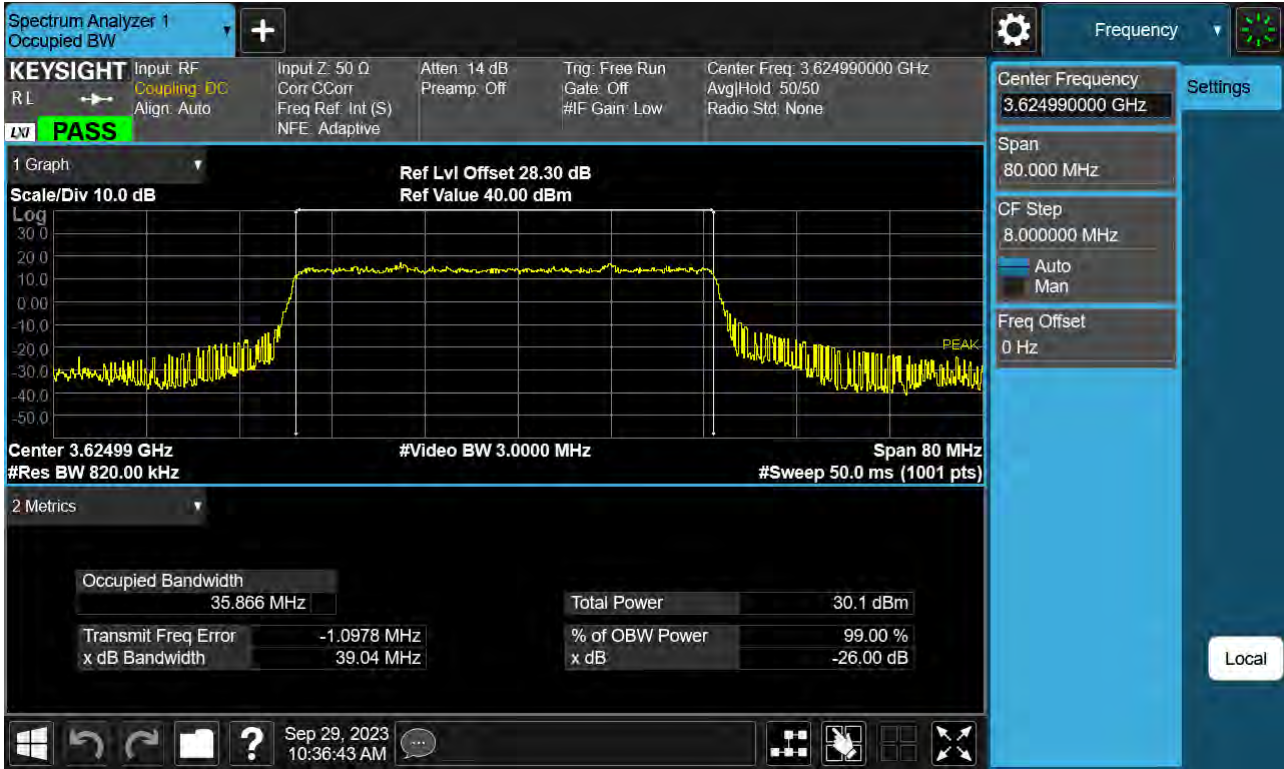 Spectrum Analyzer 1
Occupied BW
Frequency
KEYSIGHT
R L
LXI
PASS
Input: RF
Coupling: DC
Align: Auto
Input Z: 50 Ω
Corr CCorr
Freq Ref: Int (S)
NFE: Adaptive
Atten: 14 dB
Preamp: Off
Trig: Free Run
Gate: Off
#IF Gain: Low
Center Freq: 3.624990000 GHz
Avg|Hold: 50/50
Radio Std: None
Center Frequency
3.624990000 GHz
Settings
Span
80.000 MHz
CF Step
8.000000 MHz
Auto
Man
Freq Offset
0 Hz
1 Graph
Scale/Div 10.0 dB
Ref Lvl Offset 28.30 dB
Ref Value 40.00 dBm
Log
30.0
20.0
10.0
0.00
-10.0
-20.0
-30.0
-40.0
-50.0
PEAK
Center 3.62499 GHz
#Video BW 3.0000 MHz
Span 80 MHz
#Res BW 820.00 kHz
#Sweep 50.0 ms (1001 pts)
2 Metrics
Occupied Bandwidth
35.866 MHz
Total Power 30.1 dBm
Transmit Freq Error -1.0978 MHz
% of OBW Power 99.00 %
x dB Bandwidth 39.04 MHz
x dB -26.00 dB
Local
Sep 29, 2023
10:36:43 AM